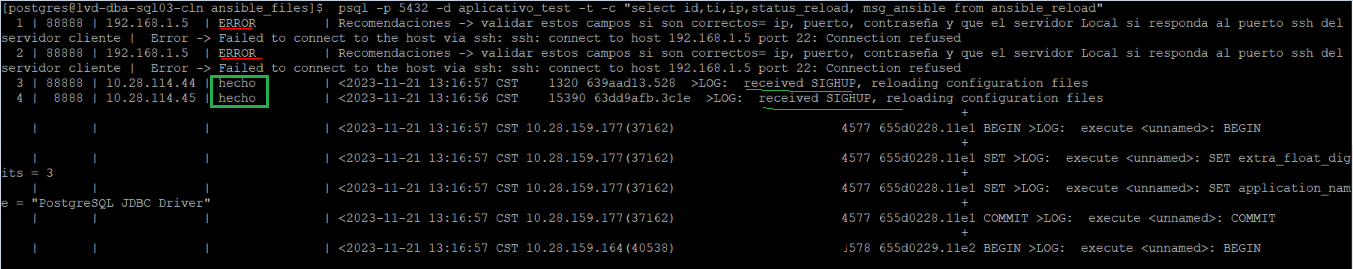 [postgres@lvd-dba-sql03-cln ansible_files]$  psql -p 5432 -d aplicativo_test -t -c "select id,ti,ip,status_reload, msg_ansible from ansible_reload"
1 | 88888 | 192.168.1.5 | ERROR | Recomendaciones -> validar estos campos si son correctos= ip, puerto, contraseña y que el servidor Local si responda al puerto ssh del
servidor cliente |  Error -> Failed to connect to the host via ssh: ssh: connect to host 192.168.1.5 port 22: Connection refused
2 | 88888 | 192.168.1.5 | ERROR | Recomendaciones -> validar estos campos si son correctos= ip, puerto, contraseña y que el servidor Local si responda al puerto ssh del
servidor cliente |  Error -> Failed to connect to the host via ssh: ssh: connect to host 192.168.1.5 port 22: Connection refused
3 | 88888 | 10.28.114.44 | hecho | <2023-11-21 13:16:57 CST 1320 639aad13.528 >LOG:  received SIGHUP, reloading configuration files
4 | 8888 | 10.28.114.45 | hecho | <2023-11-21 13:16:56 CST 15390 63dd9afb.3c1e >LOG:  received SIGHUP, reloading configuration files
+
| | | | <2023-11-21 13:16:57 CST 10.28.159.177(37162) 4577 655d0228.11e1 BEGIN >LOG:  execute <unnamed>: BEGIN
+
| | | | <2023-11-21 13:16:57 CST 10.28.159.177(37162) 4577 655d0228.11e1 SET >LOG:  execute <unnamed>: SET extra_float_dig
its = 3 +
| | | | <2023-11-21 13:16:57 CST 10.28.159.177(37162) 4577 655d0228.11e1 SET >LOG:  execute <unnamed>: SET application_nam
e = "PostgreSQL JDBC Driver" +
| | | | <2023-11-21 13:16:57 CST 10.28.159.177(37162) 4577 655d0228.11e1 COMMIT >LOG:  execute <unnamed>: COMMIT
+
| | | | <2023-11-21 13:16:57 CST 10.28.159.164(40538) 4578 655d0229.11e2 BEGIN >LOG:  execute <unnamed>: BEGIN